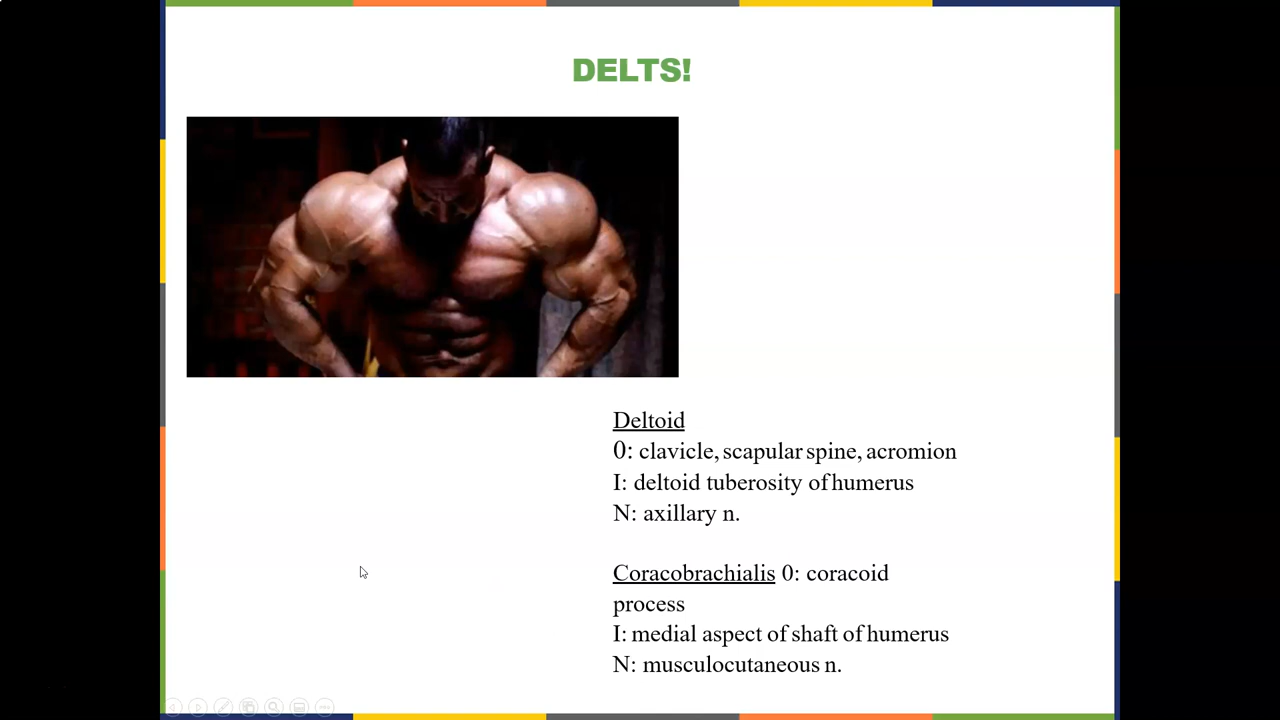 DELTS!
Deltoid
0: clavicle, scapular spine, acromion
I: deltoid tuberosity of humerus
N: axillary n.
Coracobrachialis 0: coracoid
process
I: medial aspect of shaft of humerus
N: musculocutaneous n.